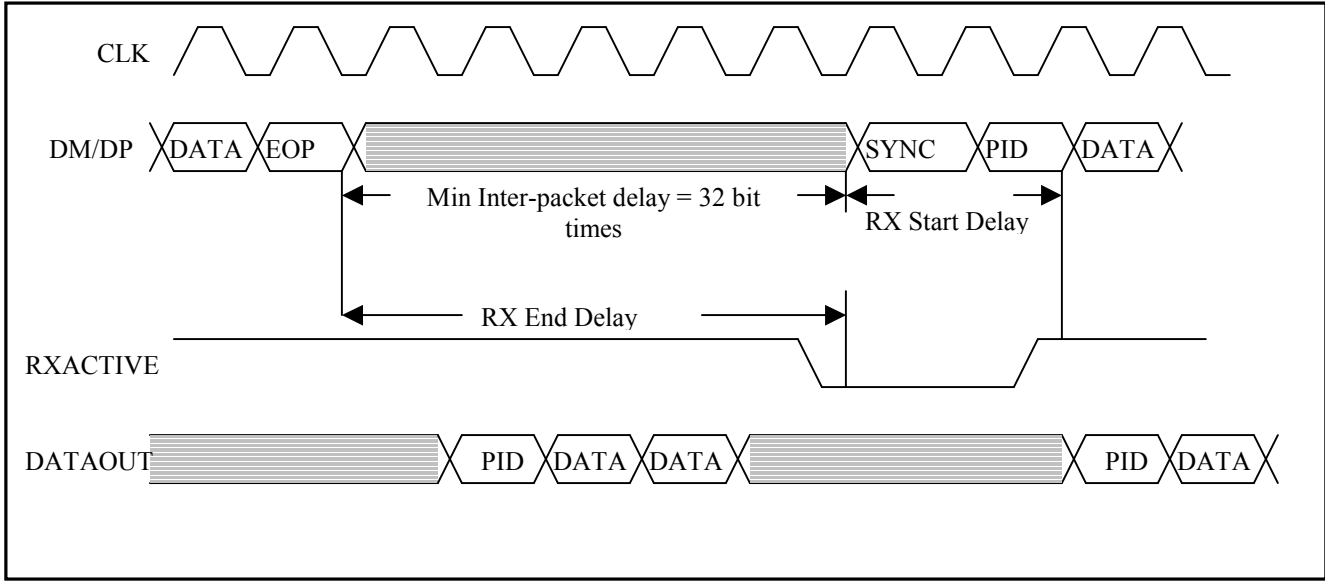 CLK
DM/DP DATA EOP SYNC PID DATA
Min Inter-packet delay = 32 bit
times
RX Start Delay
RX End Delay
RXACTIVE
DATAOUT PID DATA DATA PID DATA